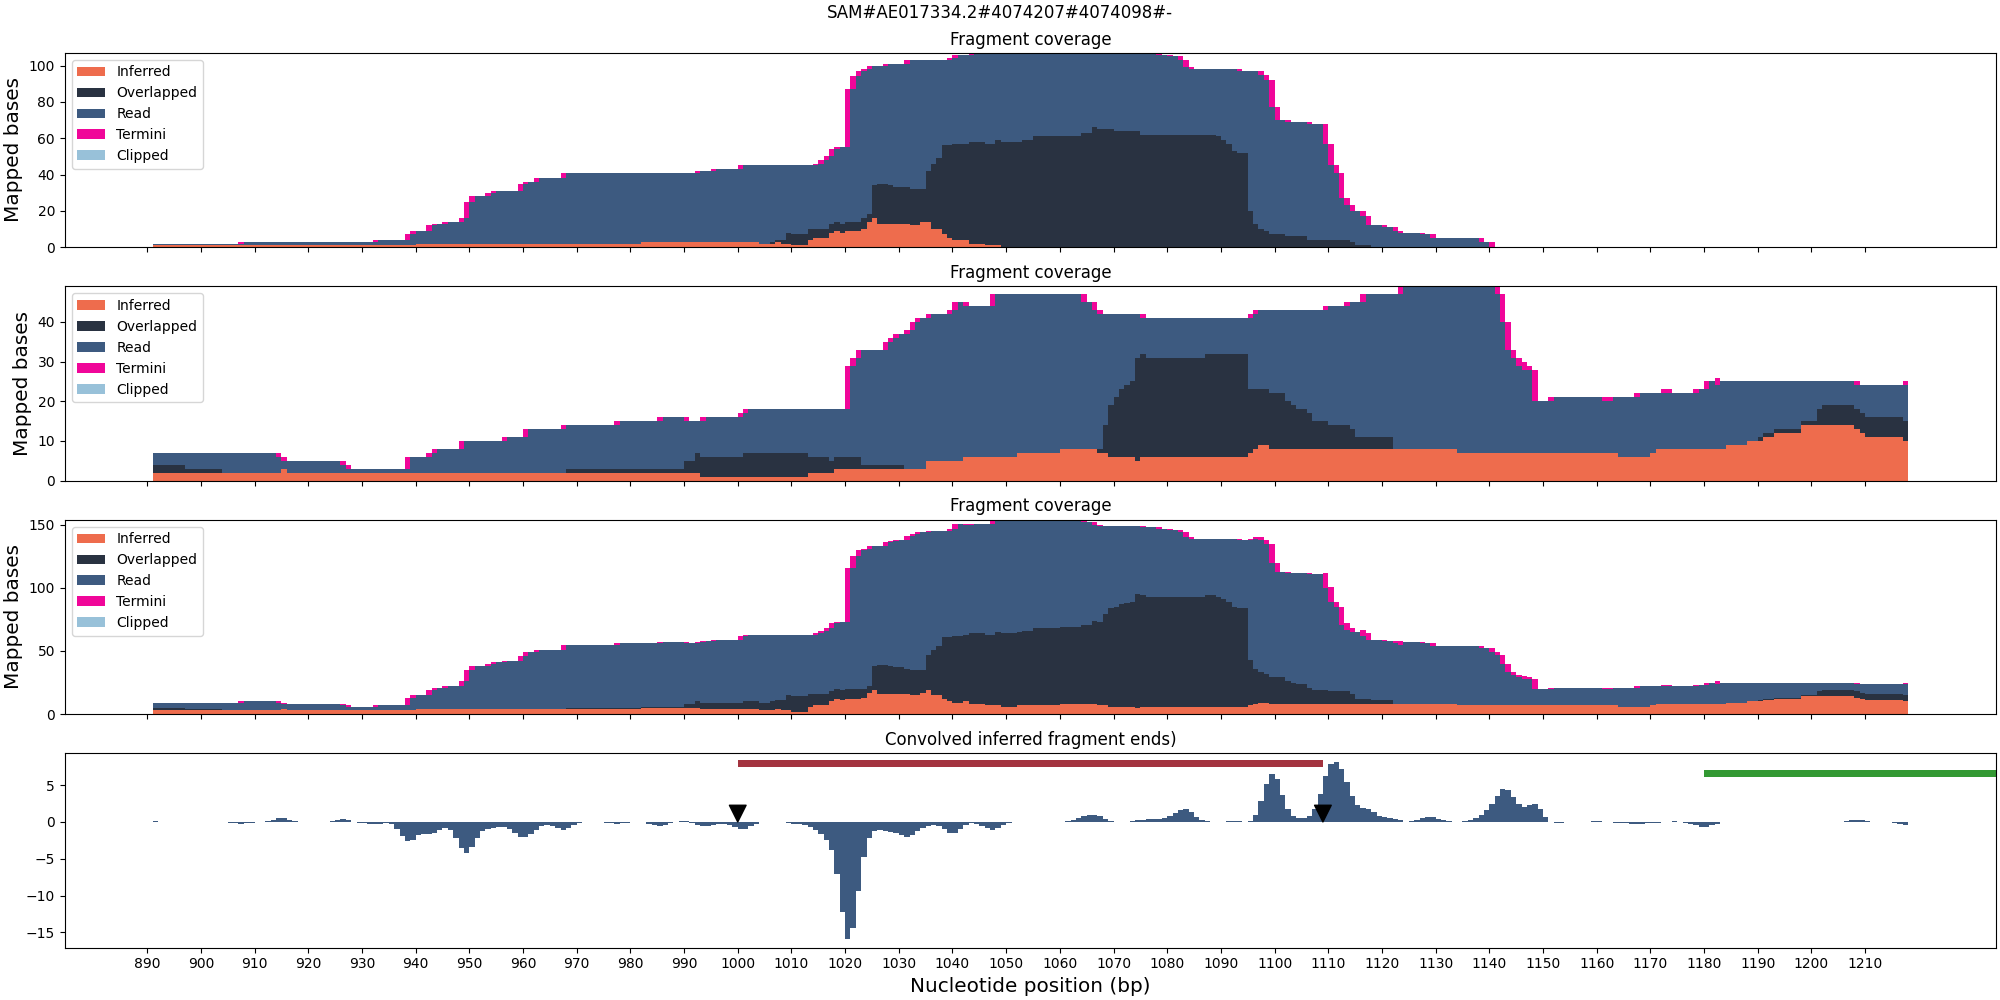 SAM#AE017334.2#4074207#4074098#-
Fragment coverage
Mapped bases
100
80
60
40
20
0
Inferred
Overlapped
Read
Termini
Clipped
Fragment coverage
Mapped bases
40
30
20
10
0
Inferred
Overlapped
Read
Termini
Clipped
Fragment coverage
Mapped bases
150
100
50
0
Inferred
Overlapped
Read
Termini
Clipped
Convolved inferred fragment ends)
5
0
−5
−10
−15
890 900 910 920 930 940 950 960 970 980 990 1000 1010 1020 1030 1040 1050 1060 1070 1080 1090 1100 1110 1120 1130 1140 1150 1160 1170 1180 1190 1200 1210
Nucleotide position (bp)